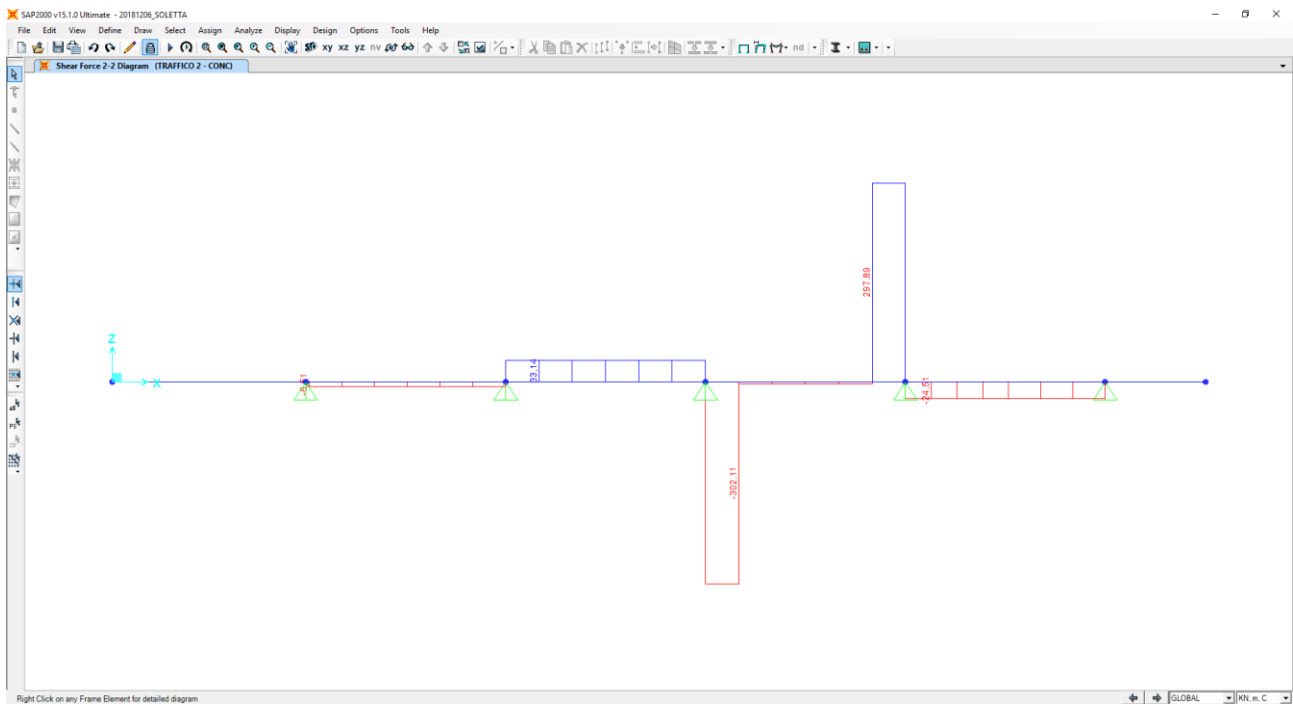 SAP2000 v15.1.0 Ultimate - 20181206_SOLETTA
File Edit View Define Draw Select Assign Analyze Display Design Options Tools Help
xy xz yz nv nd
Shear Force 2-2 Diagram (TRAFFICO 2 - CONC)
297.89
Z
X
33.14
-24.51
-302.11
Right Click on any Frame Element for detailed diagram
GLOBAL
KN, m, C